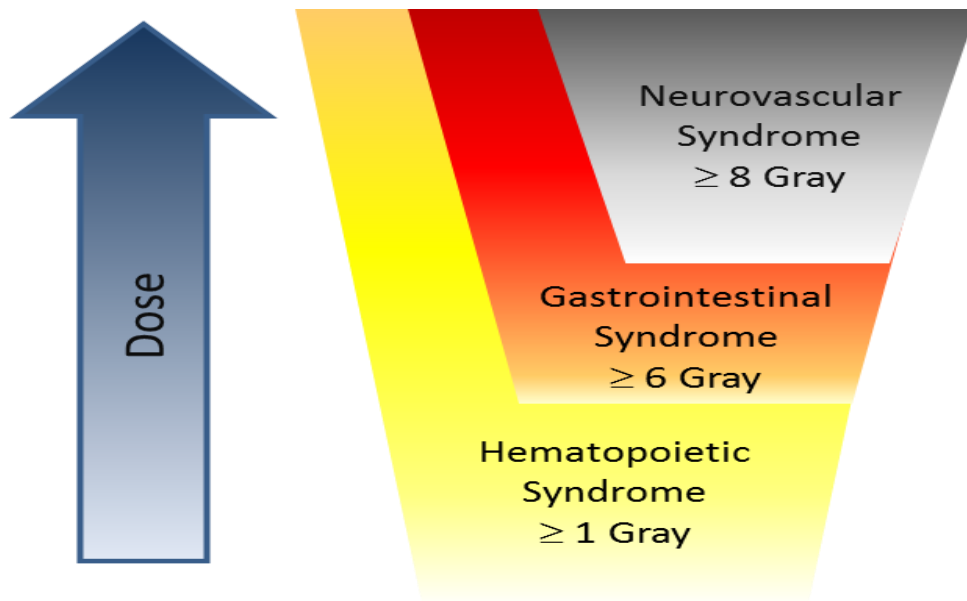 Dose
Neurovascular
Syndrome
≥ 8 Gray
Gastrointestinal
Syndrome
≥ 6 Gray
Hematopoietic
Syndrome
≥ 1 Gray